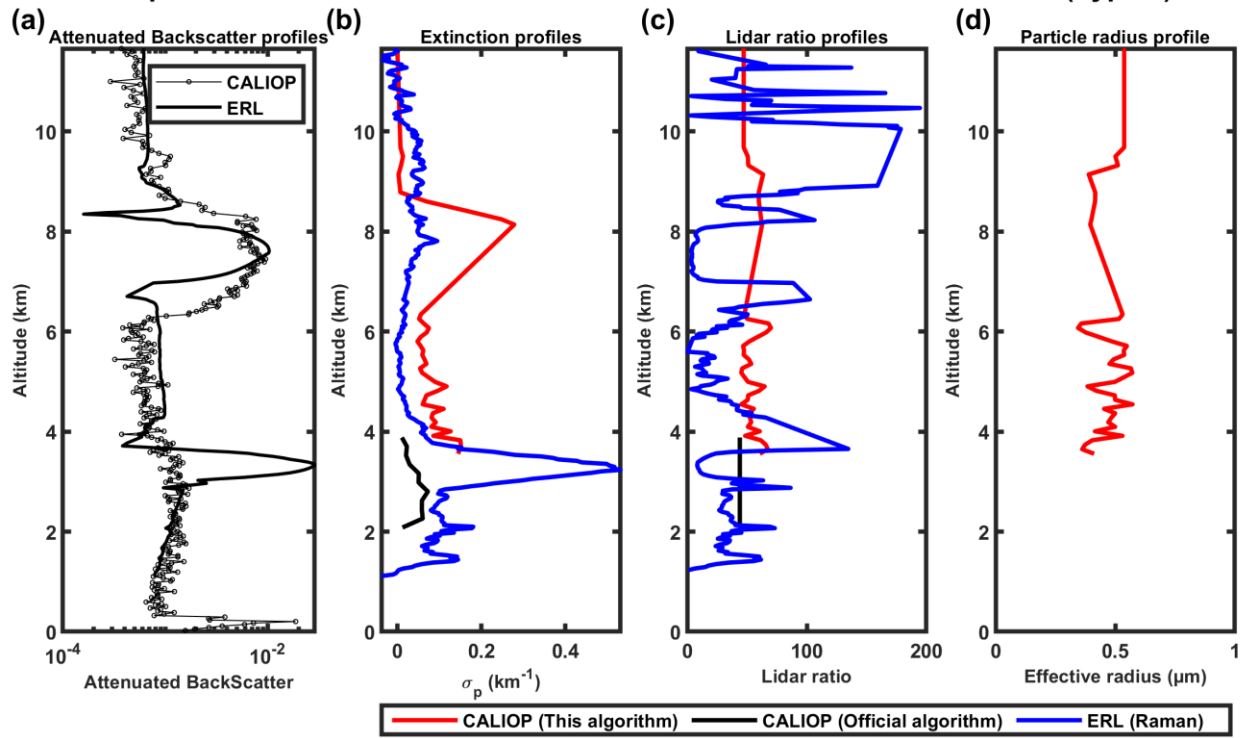 (a)
Attenuated Backscatter profiles
CALIOP
ERL
Altitude (km)
10
8
6
4
2
0
10^-4
10^-2
Attenuated BackScatter
(b)
Extinction profiles
Altitude (km)
10
8
6
4
2
0
0
0.2
0.4
σp (km^-1)
(c)
Lidar ratio profiles
Altitude (km)
10
8
6
4
2
0
0
100
200
Lidar ratio
(d)
Particle radius profile
Altitude (km)
10
8
6
4
2
0
0
0.5
1
Effective radius (μm)
CALIOP (This algorithm)
CALIOP (Official algorithm)
ERL (Raman)